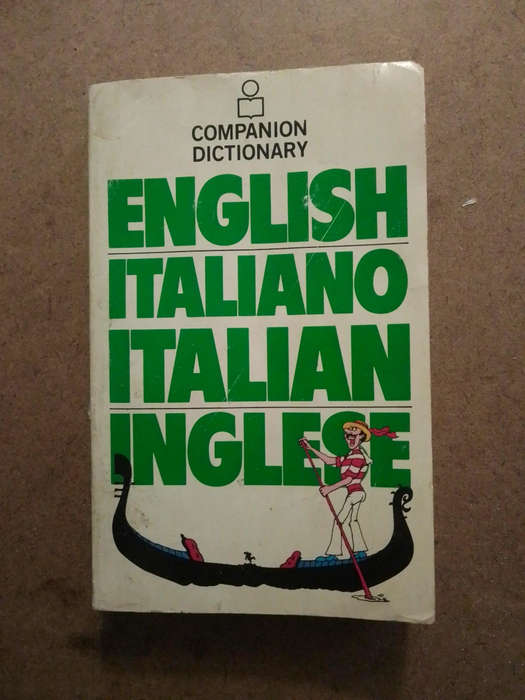 COMPANION
DICTIONARY
ENGLISH
ITALIANO
ITALIAN
INGLESE